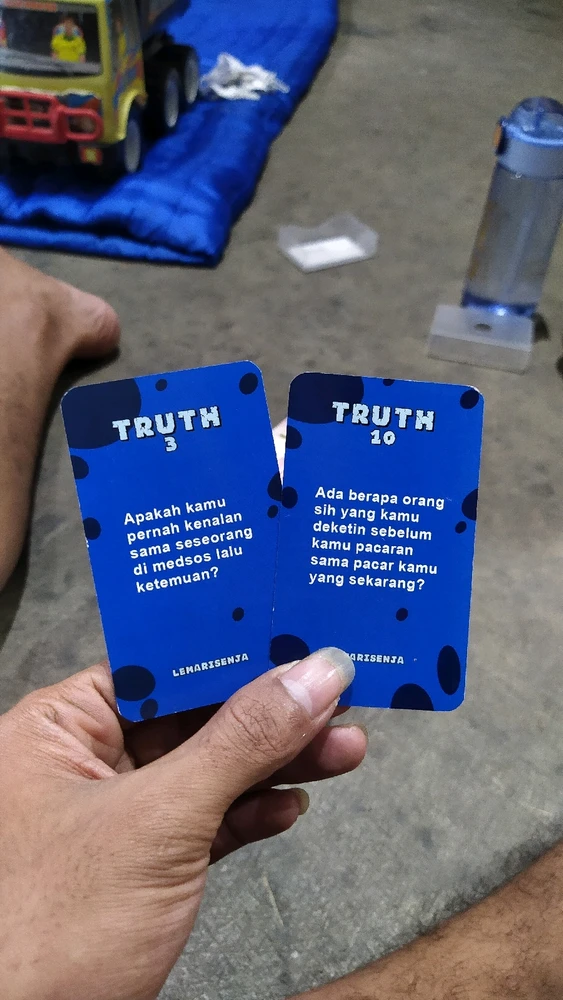 TRUTH
3
Apakah kamu
pernah kenalan
sama seseorang
di medsos lalu
ketemuan?
LEMARISENJA
TRUTH
10
Ada berapa orang
sih yang kamu
deketin sebelum
kamu pacaran
sama pacar kamu
yang sekarang?